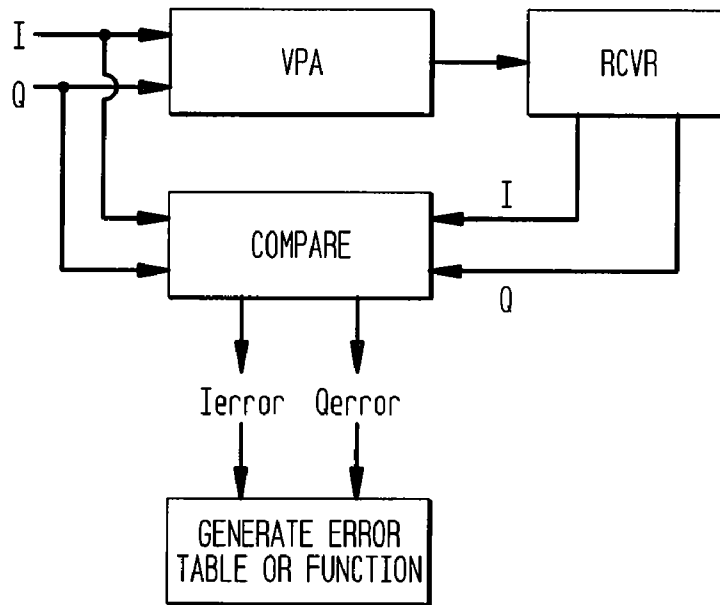 I
Q
VPA
RCVR
I
COMPARE
Q
Ierror Qerror
GENERATE ERROR
TABLE OR FUNCTION